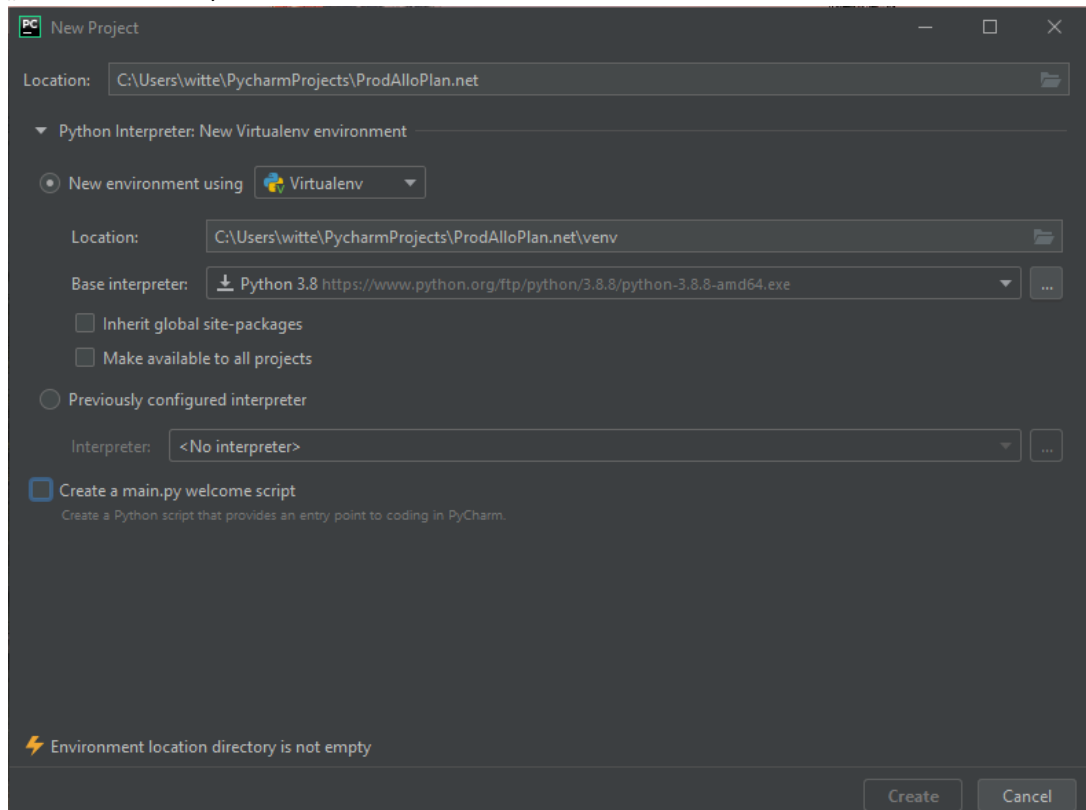 PC New Project
Location: C:\Users\witte\PycharmProjects\ProdAlloPlan.net
Python Interpreter: New Virtualenv environment
New environment using Virtualenv
Location: C:\Users\witte\PycharmProjects\ProdAlloPlan.net\venv
Base interpreter: Python 3.8 https://www.python.org/ftp/python/3.8.8/python-3.8.8-amd64.exe ...
Inherit global site-packages
Make available to all projects
Previously configured interpreter
Interpreter: <No interpreter> ...
Create a main.py welcome script
Create a Python script that provides an entry point to coding in PyCharm.
Environment location directory is not empty
Create Cancel